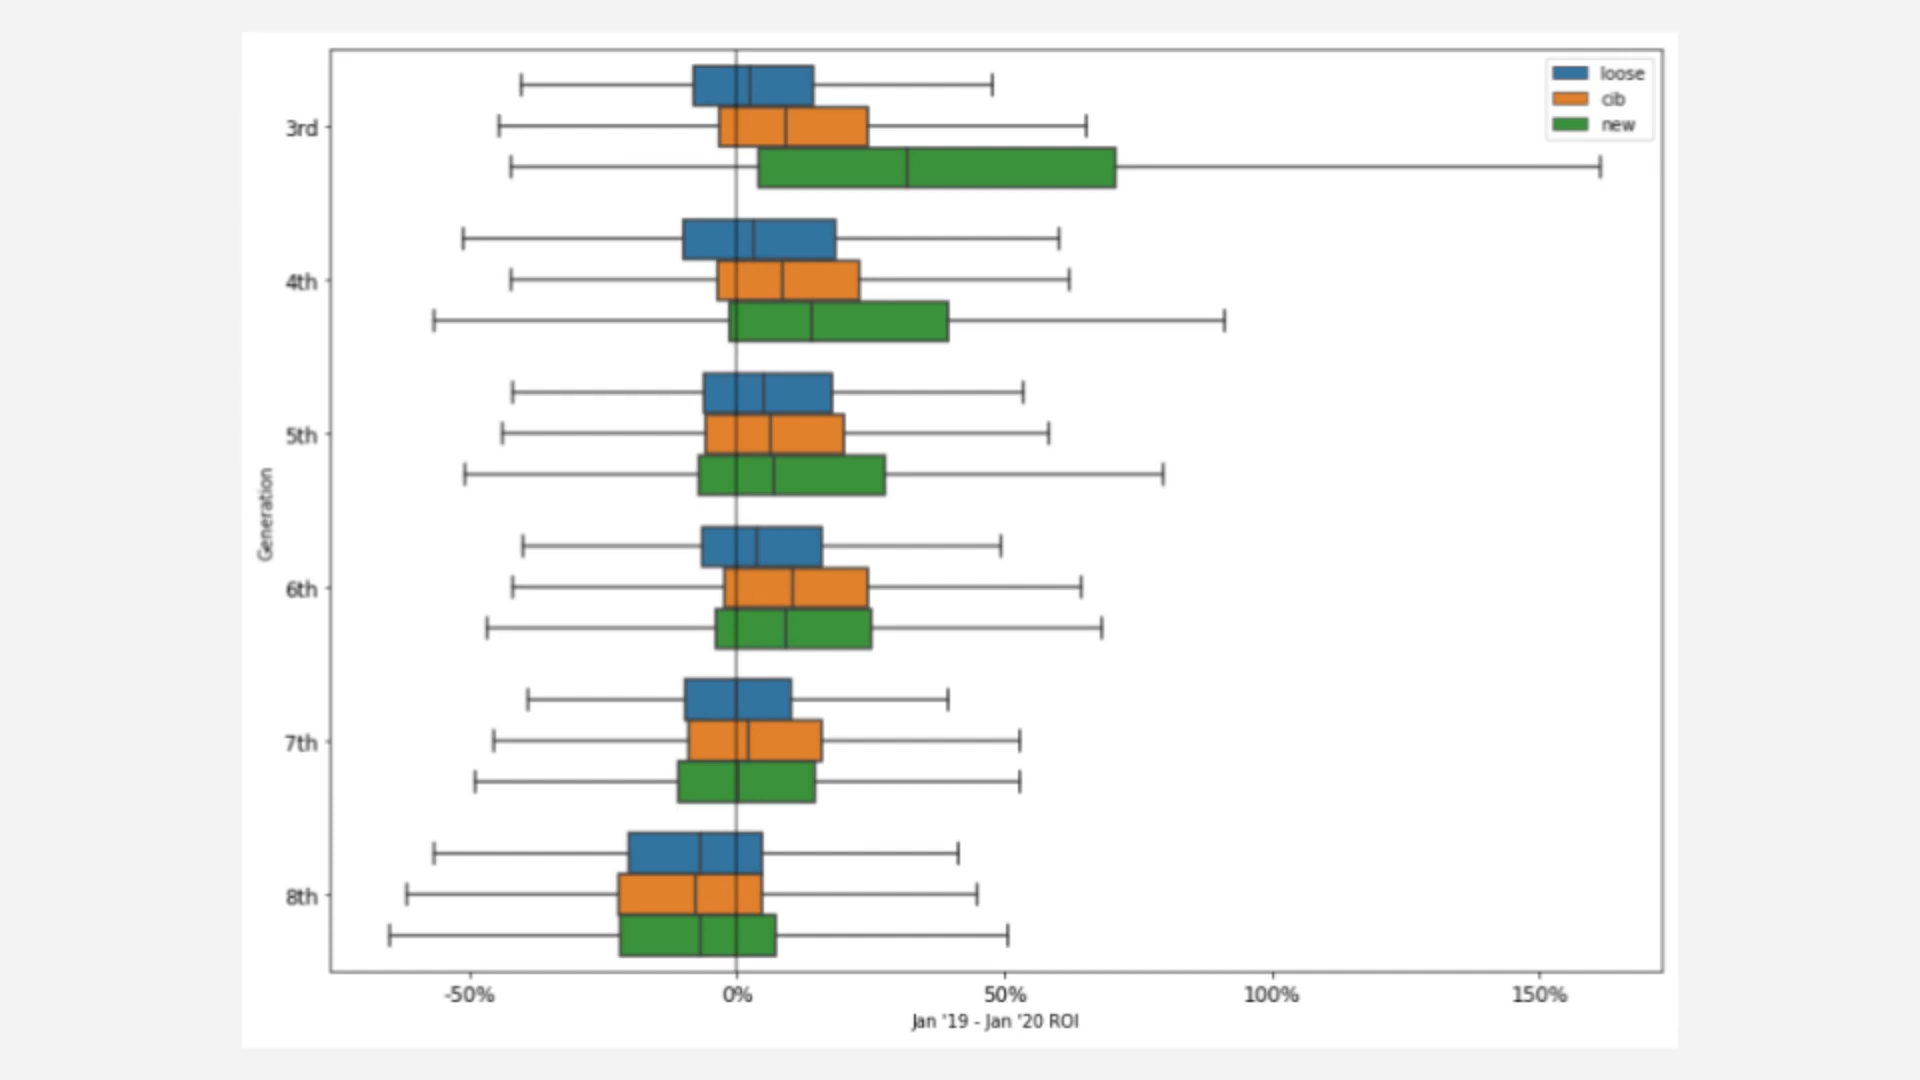 loose
cib
new
3rd
4th
5th
6th
7th
8th
Generation
-50% 0% 50% 100% 150%
Jan '19 - Jan '20 ROI